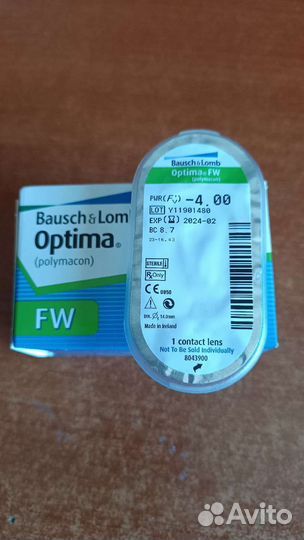 Bausch & Lomb
Optima®
(polymacon)
FW
Bausch & Lomb
Optima® FW
(polymacon)
PWR -4.00
LOT Y11901480
EXP 2024-02
BC 8.7
STERILE
Rx Only
CE 0050
DIA. 14.0mm
Made in Ireland
1 contact lens
Not To Be Sold Individually
8043900
Avito